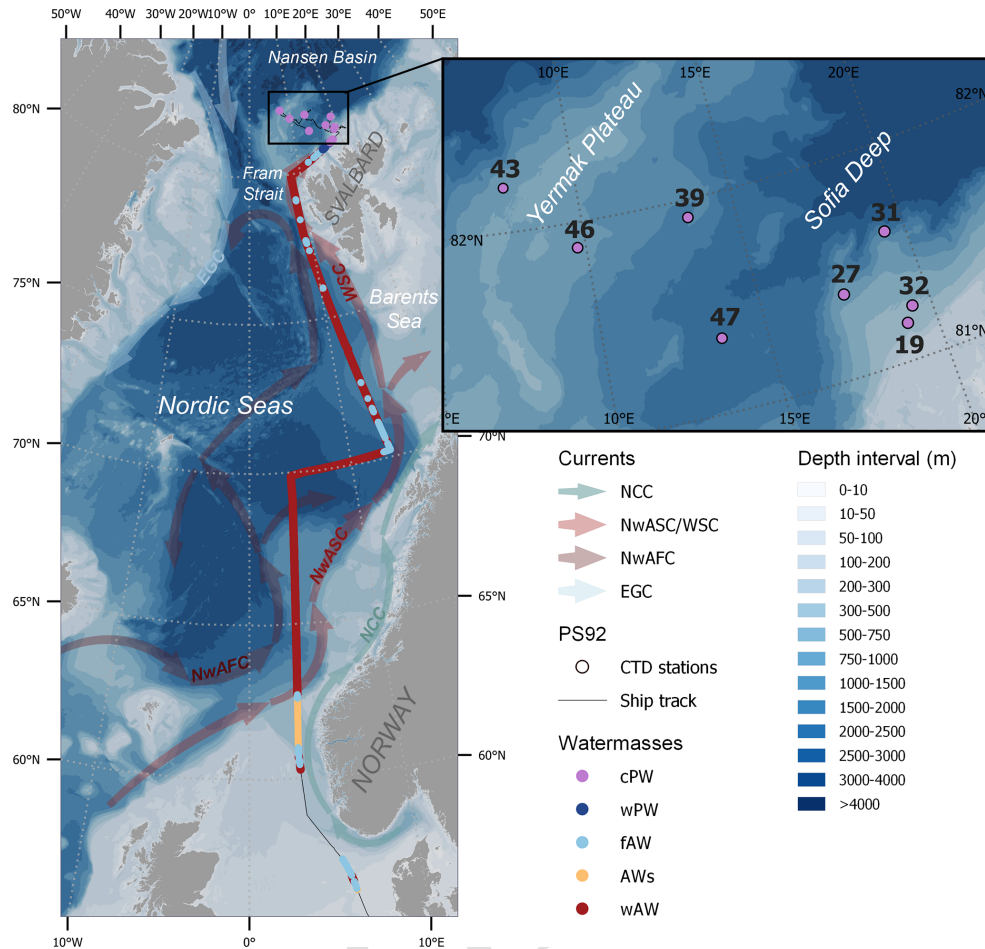 50°W 40°W 30°W 20°W 10°W 0° 10°E 20°E 30°E 40°E 50°E
Nansen Basin
80°N
Fram
Strait
SVALBARD
EGC
WSC
75°N
Barents
Sea
Nordic Seas
70°N
70°N
NwASC
65°N
65°N
NCC
NwAFC
60°N
60°N
NORWAY
10°W 0° 10°E
10°E 15°E 20°E
82°N
Yermak Plateau
Sofia Deep
43
39
46
82°N
31
27
32
47
19
81°N
°E 10°E 15°E 20°
Currents
NCC
NwASC/WSC
NwAFC
EGC
PS92
CTD stations
Ship track
Watermasses
cPW
wPW
fAW
AWs
wAW
Depth interval (m)
0-10
10-50
50-100
100-200
200-300
300-500
500-750
750-1000
1000-1500
1500-2000
2000-2500
2500-3000
3000-4000
>4000